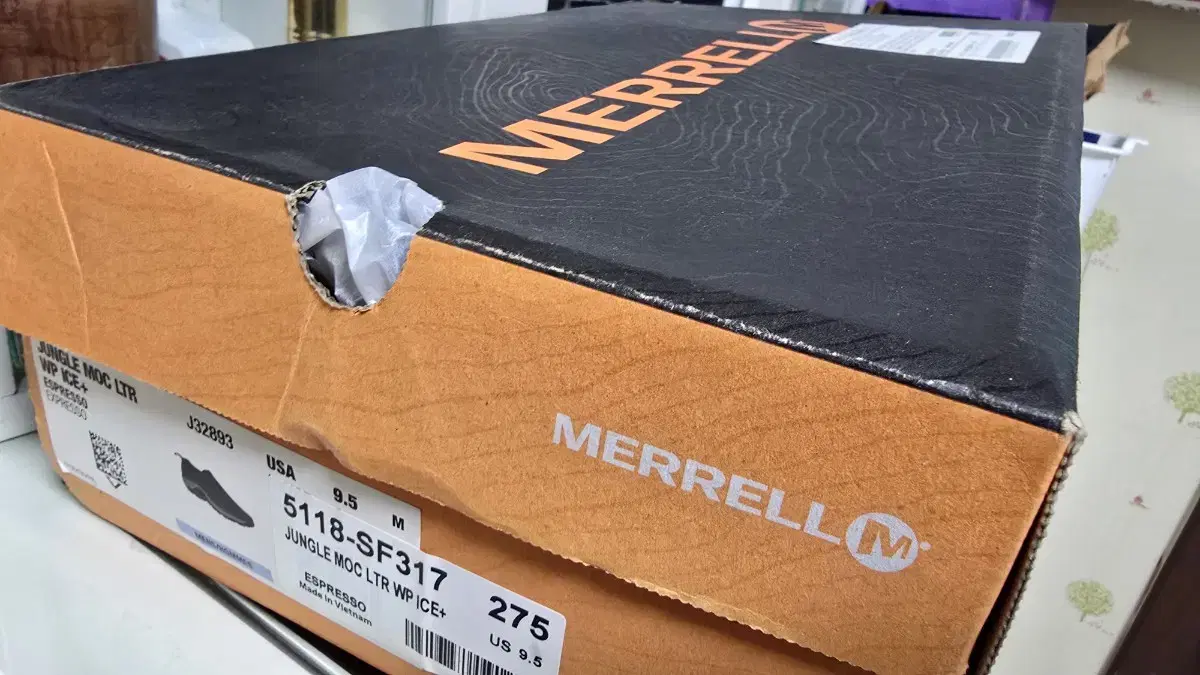 MERRELL
MERRELL M
JUNGLE MOC LTR
WP ICE+
ESPRESSO
EXPRESSO
J32893
USA
9.5
M
5118-SF317
JUNGLE MOC LTR WP ICE+
275
ESPRESSO
Made in Vietnam
US 9.5